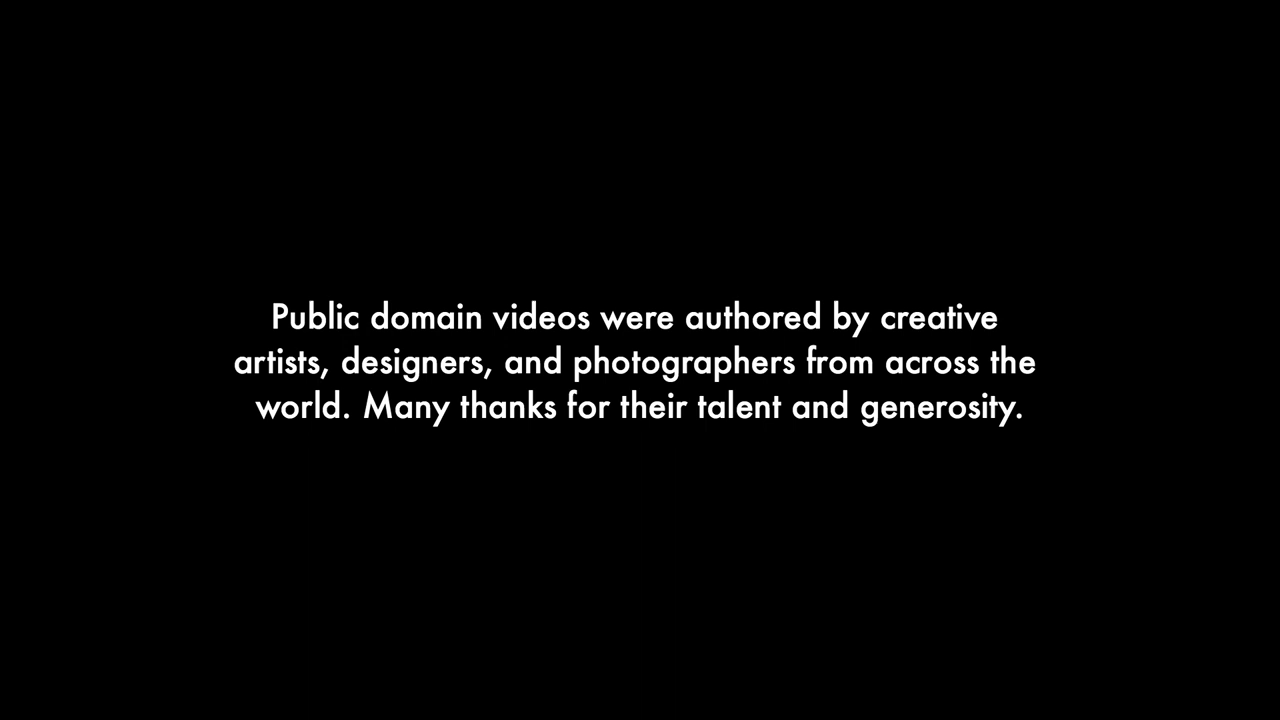 Public domain videos were authored by creative
artists, designers, and photographers from across the
world. Many thanks for their talent and generosity.